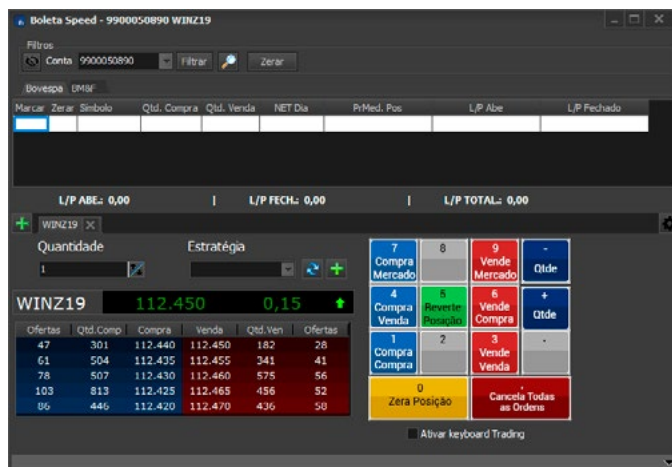 Boleta Speed - 9900050890 WINZ19
Filtros
Conta 9900050890 Filtrar Zerar
Bovespa BM&F
Marcar Zerar Símbolo Qtd. Compra Qtd. Venda NET Dia PrMed. Pos L/P Abe L/P Fechado
L/P ABE.: 0,00 | L/P FECH.: 0,00 | L/P TOTAL.: 0,00
WINZ19
Quantidade Estratégia
1
WINZ19 112.450 0,15
Ofertas Qtd.Comp Compra Venda Qtd.Ven Ofertas
47 301 112.440 112.450 182 28
61 504 112.435 112.455 341 41
78 507 112.430 112.460 575 56
103 813 112.425 112.465 456 52
86 446 112.420 112.470 436 58
7 8 9 -
Compra Mercado Vende Mercado Qtde
4 5 6 +
Compra Venda Reverte Posição Vende Compra Qtde
1 2 3 .
Compra Compra Vende Venda
0 .
Zera Posição Cancela Todas as Ordens
Ativar keyboard Trading